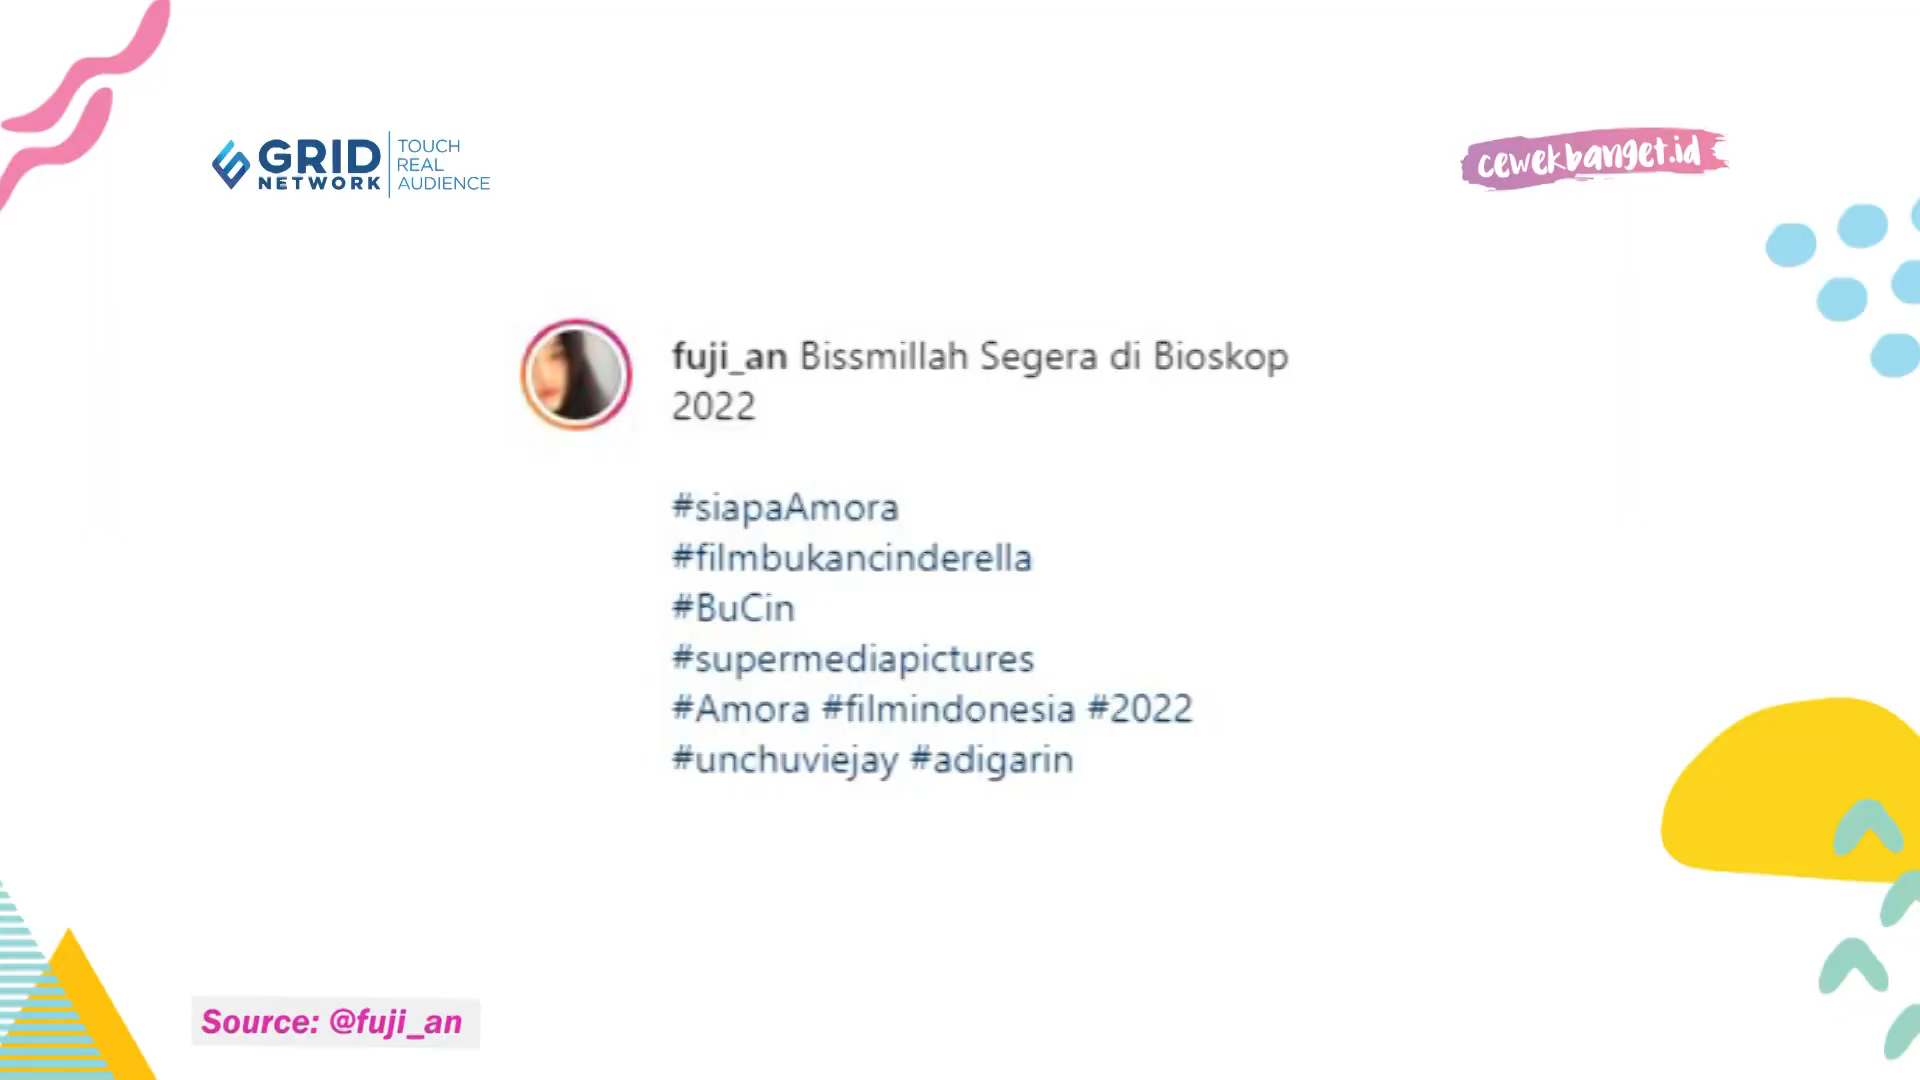 GRID
NETWORK
TOUCH
REAL
AUDIENCE
cewekbanget.id
fuji_an Bissmillah Segera di Bioskop
2022
#siapaAmora
#filmbukancinderella
#BuCin
#supermediapictures
#Amora #filmindonesia #2022
#unchuviejay #adigarin
Source: @fuji_an